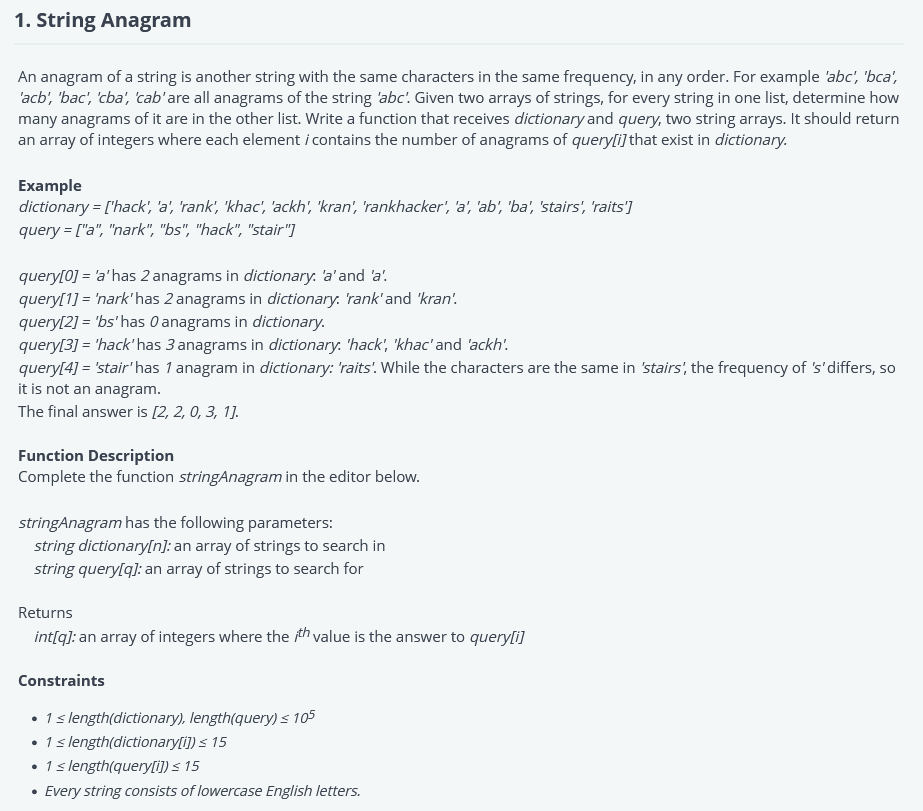 1. String Anagram
An anagram of a string is another string with the same characters in the same frequency, in any order. For example 'abc', 'bca',
'acb', 'bac', 'cba', 'cab' are all anagrams of the string 'abc'. Given two arrays of strings, for every string in one list, determine how
many anagrams of it are in the other list. Write a function that receives dictionary and query, two string arrays. It should return
an array of integers where each element i contains the number of anagrams of query[i] that exist in dictionary.
Example
dictionary = ['hack', 'a', 'rank', 'khac', 'ackh', 'kran', 'rankhacker', 'a', 'ab', 'ba', 'stairs', 'raits']
query = ["a", "nark", "bs", "hack", "stair"]
query[0] = 'a' has 2 anagrams in dictionary: 'a' and 'a'.
query[1] = 'nark' has 2 anagrams in dictionary: 'rank' and 'kran'.
query[2] = 'bs' has 0 anagrams in dictionary.
query[3] = 'hack' has 3 anagrams in dictionary: 'hack', 'khac' and 'ackh'.
query[4] = 'stair' has 1 anagram in dictionary: 'raits'. While the characters are the same in 'stairs', the frequency of 's' differs, so
it is not an anagram.
The final answer is [2, 2, 0, 3, 1].
Function Description
Complete the function stringAnagram in the editor below.
stringAnagram has the following parameters:
string dictionary[n]: an array of strings to search in
string query[q]: an array of strings to search for
Returns
int[q]: an array of integers where the iᵗʰ value is the answer to query[i]
Constraints
• 1 ≤ length(dictionary), length(query) ≤ 10⁵
• 1 ≤ length(dictionary[i]) ≤ 15
• 1 ≤ length(query[i]) ≤ 15
• Every string consists of lowercase English letters.